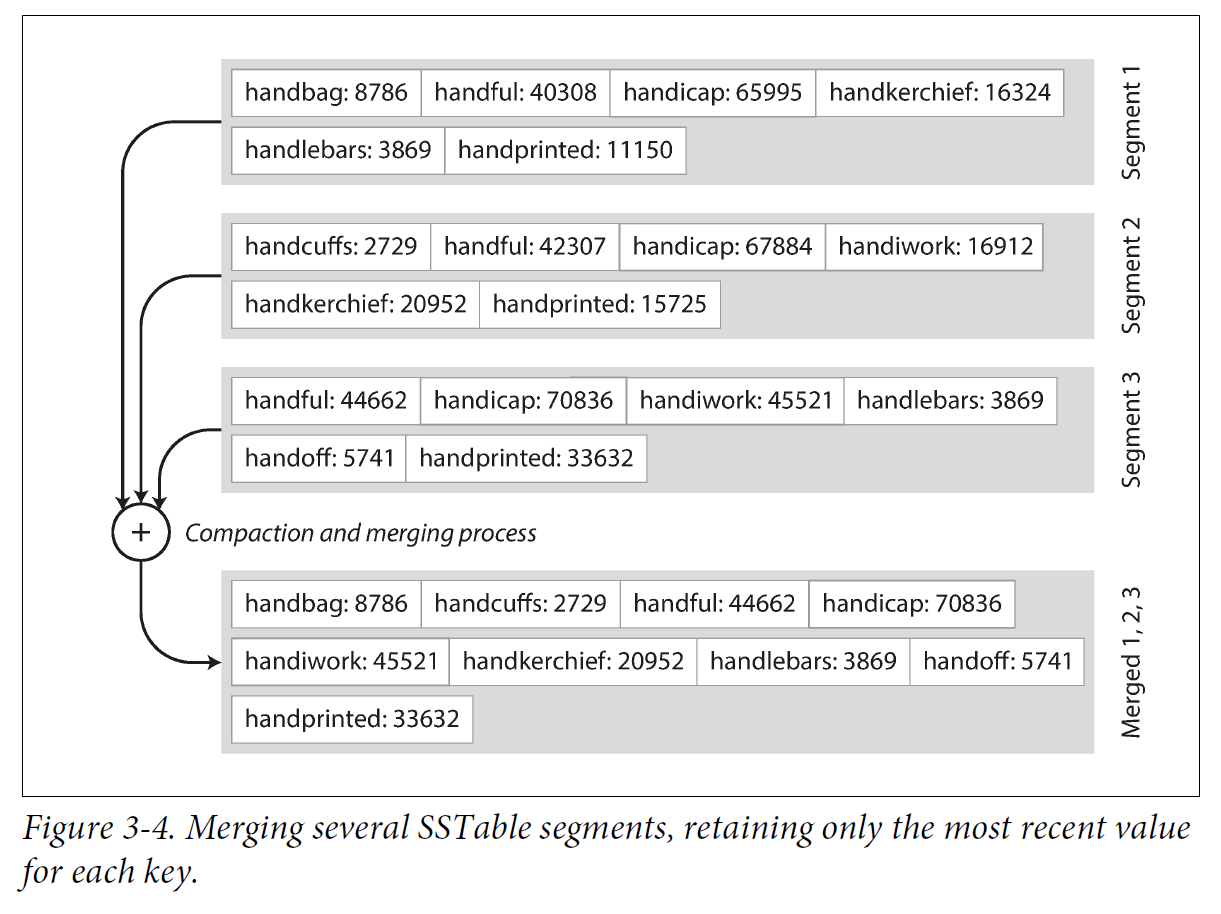 handbag: 8786 handful: 40308 handicap: 65995 handkerchief: 16324
handlebars: 3869 handprinted: 11150
Segment 1
handcuffs: 2729 handful: 42307 handicap: 67884 handiwork: 16912
handkerchief: 20952 handprinted: 15725
Segment 2
handful: 44662 handicap: 70836 handiwork: 45521 handlebars: 3869
handoff: 5741 handprinted: 33632
Segment 3
+ Compaction and merging process
handbag: 8786 handcuffs: 2729 handful: 44662 handicap: 70836
handiwork: 45521 handkerchief: 20952 handlebars: 3869 handoff: 5741
handprinted: 33632
Merged 1, 2, 3
Figure 3-4. Merging several SSTable segments, retaining only the most recent value
for each key.